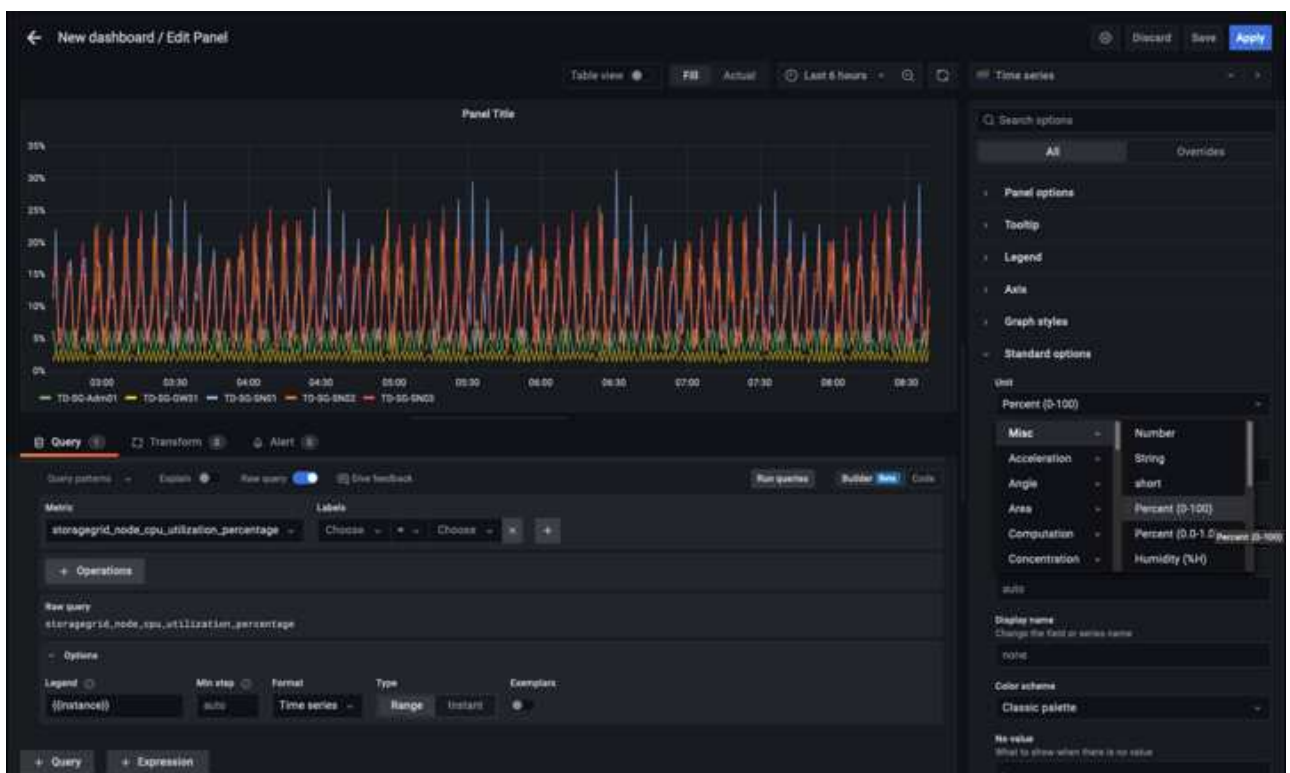 New dashboard / Edit Panel
Discard Save Apply
Table view Fill Actual Last 6 hours
Time series
Panel Title
Search options
All Overrides
35%
30%
25%
20%
15%
10%
5%
0%
03:00 03:30 04:00 04:30 05:00 05:30 06:00 06:30 07:00 07:30 08:00 08:30
TD-SG-Adm01 TD-SG-GW01 TD-SG-SN01 TD-SG-SN02 TD-SG-SN03
Panel options
Tooltip
Legend
Axis
Graph styles
Standard options
Unit
Percent (0-100)
Misc Number
Acceleration String
Angle short
Area Percent (0-100)
Computation Percent (0.0-1.0
Percent (0-100)
Concentration Humidity (%H)
auto
Display name
Change the field or series name
none
Color scheme
Classic palette
No value
What to show when there is no value
Query 1 Transform 0 Alert 0
Query patterns Explain Raw query Give feedback Run queries Builder Beta Code
Metric Labels
storagegrid_node_cpu_utilization_percentage Choose = Choose × +
+ Operations
Raw query
storagegrid_node_cpu_utilization_percentage
Options
Legend Min step Format Type Exemplars
{{instance}} auto Time series Range Instant
+ Query + Expression